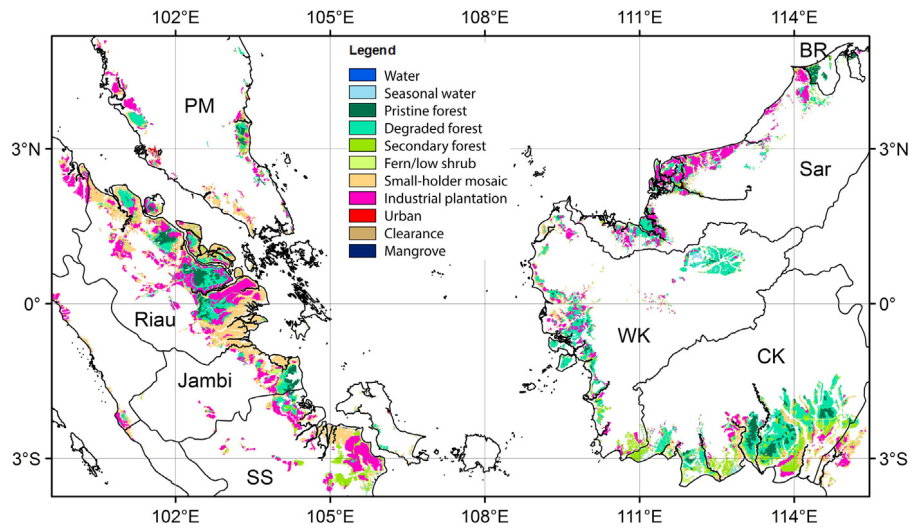 102°E 105°E 108°E 111°E 114°E
BR
Legend
Water
Seasonal water
PM
Pristine forest
Degraded forest
3°N Secondary forest 3°N
Fern/low shrub
Sar
Small-holder mosaic
Industrial plantation
Urban
Clearance
Mangrove
0° 0°
Riau
WK
CK
Jambi
3°S 3°S
SS
102°E 105°E 108°E 111°E 114°E